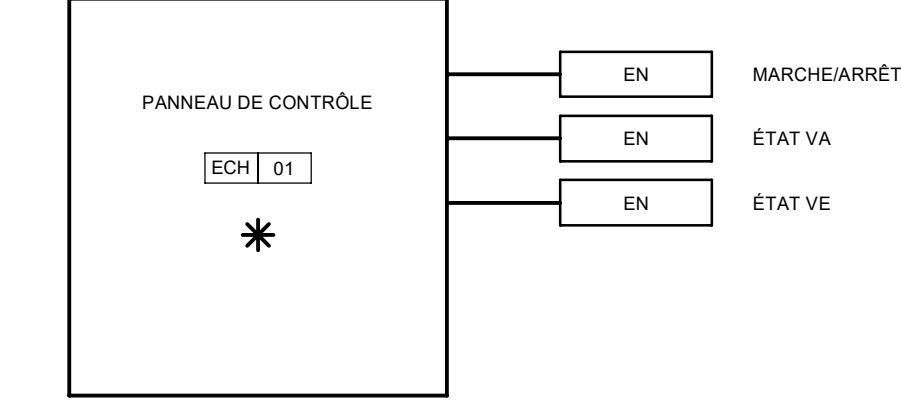 PANNEAU DE CONTRÔLE
ECH 01
EN MARCHE/ARRÊT
EN ÉTAT VA
EN ÉTAT VE